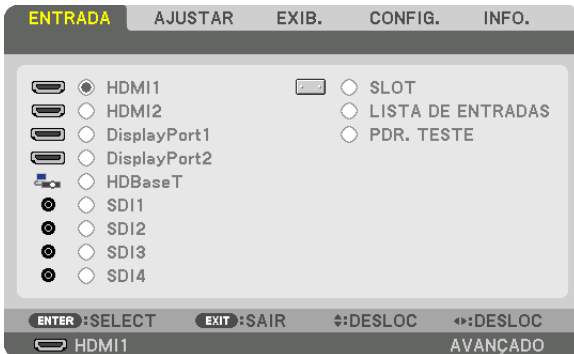 ENTRADA AJUSTAR EXIB. CONFIG. INFO.
HDMI1
HDMI2
DisplayPort1
DisplayPort2
HDBaseT
SDI1
SDI2
SDI3
SDI4
SLOT
LISTA DE ENTRADAS
PDR. TESTE
ENTER :SELECT EXIT :SAIR :DESLOC :DESLOC
HDMI1 AVANÇADO